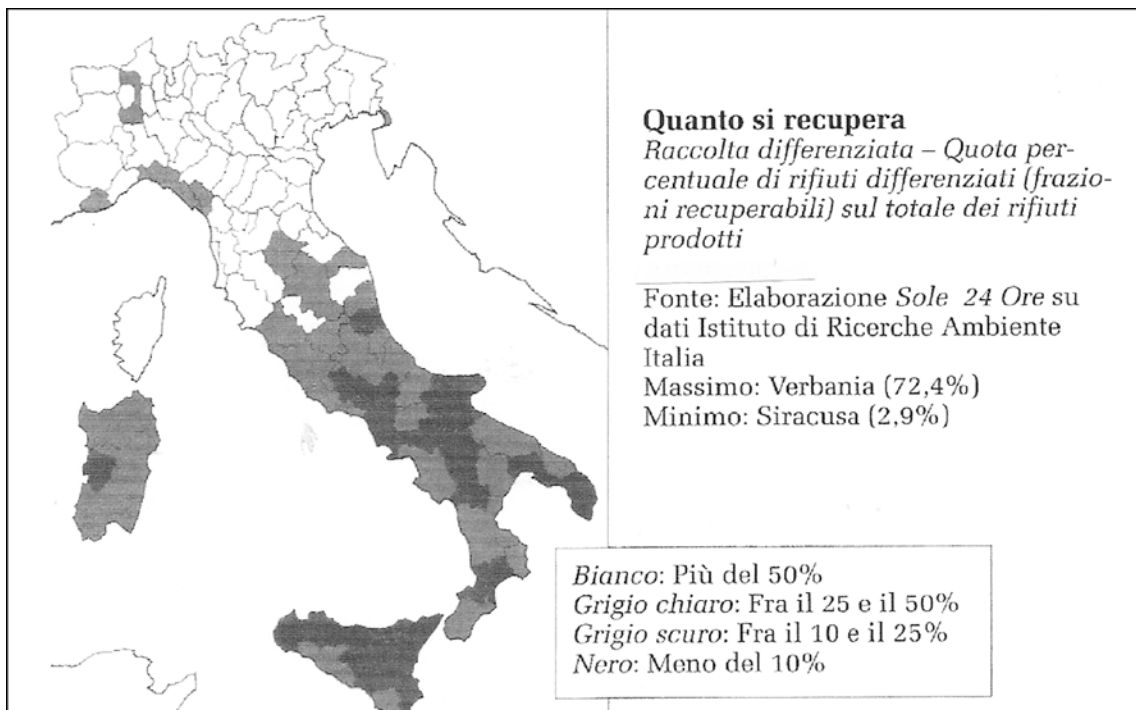 Quanto si recupera
Raccolta differenziata – Quota per-
centuale di rifiuti differenziati (frazio-
ni recuperabili) sul totale dei rifiuti
prodotti
Fonte: Elaborazione Sole 24 Ore su
dati Istituto di Ricerche Ambiente
Italia
Massimo: Verbania (72,4%)
Minimo: Siracusa (2,9%)
Bianco: Più del 50%
Grigio chiaro: Fra il 25 e il 50%
Grigio scuro: Fra il 10 e il 25%
Nero: Meno del 10%